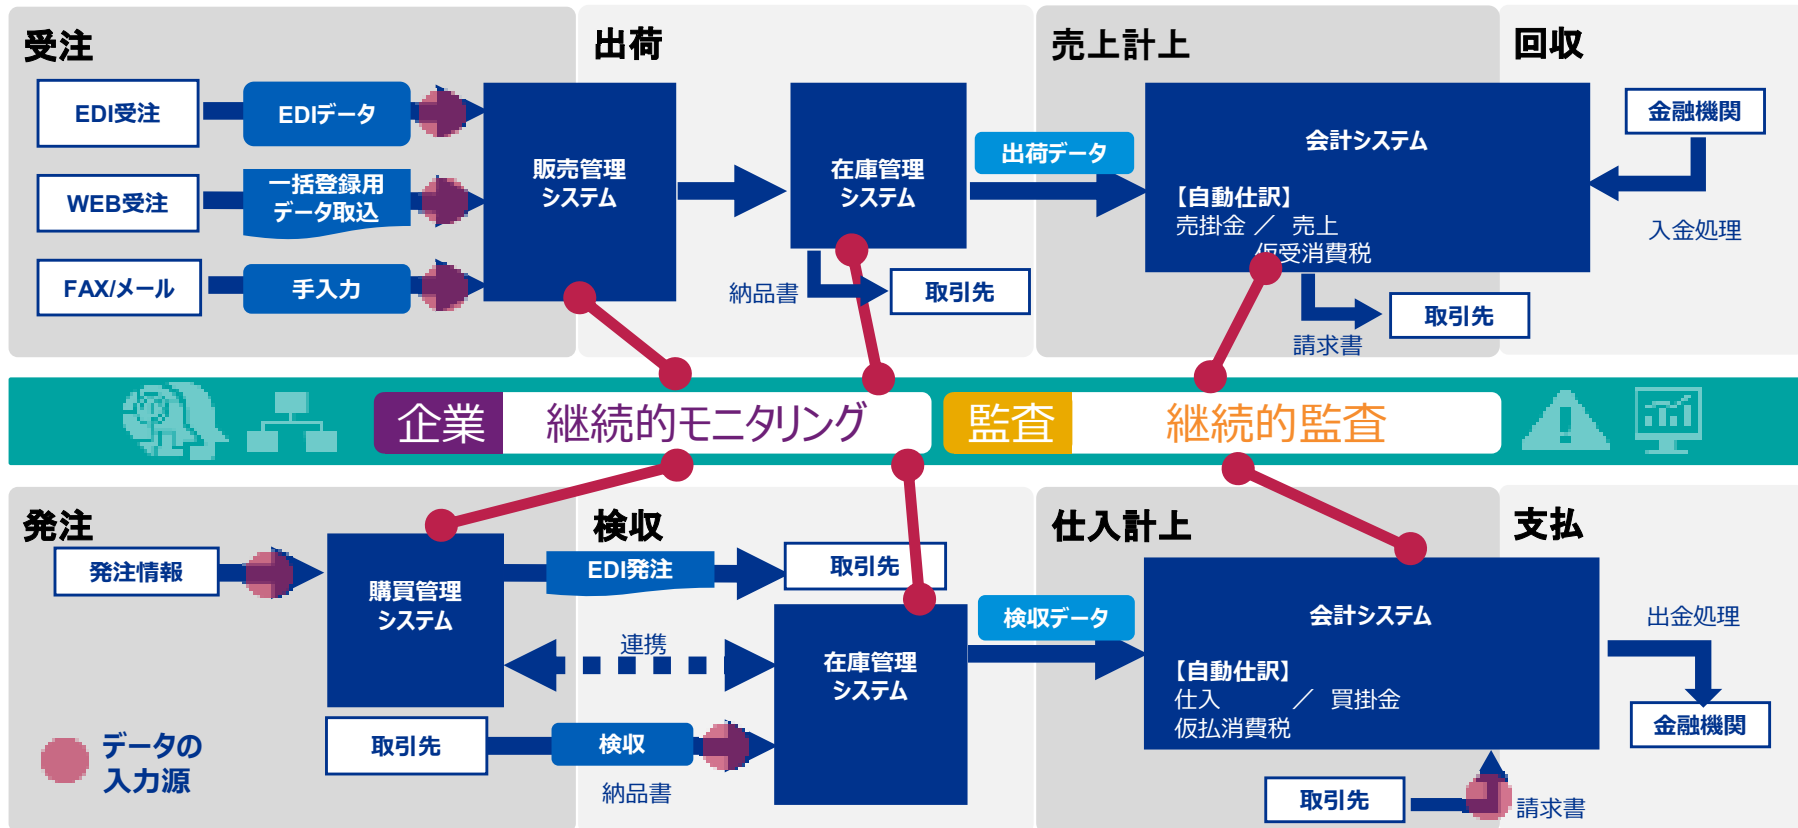 受注
出荷
売上計上
回収
EDI受注
EDIデータ
WEB受注
一括登録用
データ取込
FAX/メール
手入力
販売管理
システム
在庫管理
システム
納品書
取引先
出荷データ
会計システム
【自動仕訳】
売掛金 ／ 売上
仮受消費税
請求書
取引先
金融機関
入金処理
企業
継続的モニタリング
監査
継続的監査
発注
検収
仕入計上
支払
発注情報
購買管理
システム
EDI発注
取引先
連携
取引先
検収
納品書
在庫管理
システム
検収データ
会計システム
【自動仕訳】
仕入 ／ 買掛金
仮払消費税
取引先
請求書
出金処理
金融機関
データの
入力源